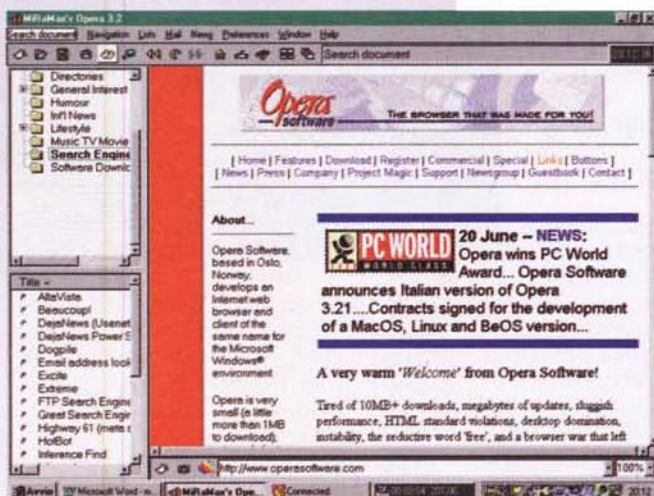 MiRaMax's Opera 3.2
Search document Navigation Lists Mail News Preferences Window Help
Search document
Directories
General Interest
Humour
Int'l News
Lifestyle
Music TV Movie
Search Engine
Software Downlc
Title
AltaVista
Beaucoup!
DejaNews (Usenet
DejaNews Power S
Dogpile
Email address look
Excite
Extreme
FTP Search Engine
Great Search Engir
Highway 61 (meta s
HotBot
Inference Find
Opera
software
THE BROWSER THAT WAS MADE FOR YOU!
[ Home | Features | Download | Register | Commercial | Special | Links | Buttons ]
[ News | Press | Company | Project Magic | Support | Newsgroup | Guestbook | Contact ]
About...
Opera Software,
based in Oslo,
Norway,
develops an
Internet web
browser and
client of the
same name for
the Microsoft
Windows®
environment
Opera is very
small (a little
more than 1MB
to download),
PC WORLD
WORLD CLASS
20 June – NEWS:
Opera wins PC World
Award... Opera Software
announces Italian version of Opera
3.21....Contracts signed for the development
of a MacOS, Linux and BeOS version...
A very warm 'Welcome' from Opera Software!
Tired of 10MB+ downloads, megabytes of updates, sluggish
performance, HTML standard violations, desktop domination,
instability, the seductive word 'free', and a browser war that left
http://www.operasoftware.com
100%
Avvio
Microsoft Word - m...
MiRaMax's Ope...
Connected
20.12